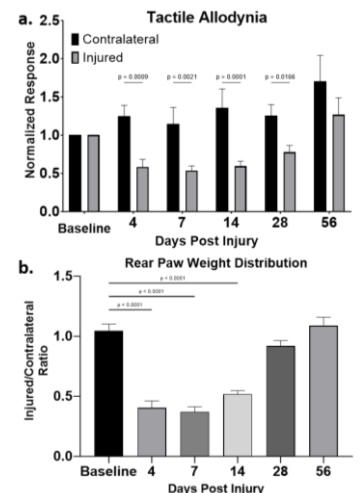 a.
Tactile Allodynia
2.5
2.0
1.5
1.0
0.5
0.0
Normalized Response
Contralateral
Injured
p = 0.0009
p = 0.0021
p = 0.0001
p = 0.0166
Baseline 4 7 14 28 56
Days Post Injury
b.
Rear Paw Weight Distribution
1.5
1.0
0.5
0.0
Injured/Contralateral
Ratio
p < 0.0001
p < 0.0001
p < 0.0001
Baseline 4 7 14 28 56
Days Post Injury